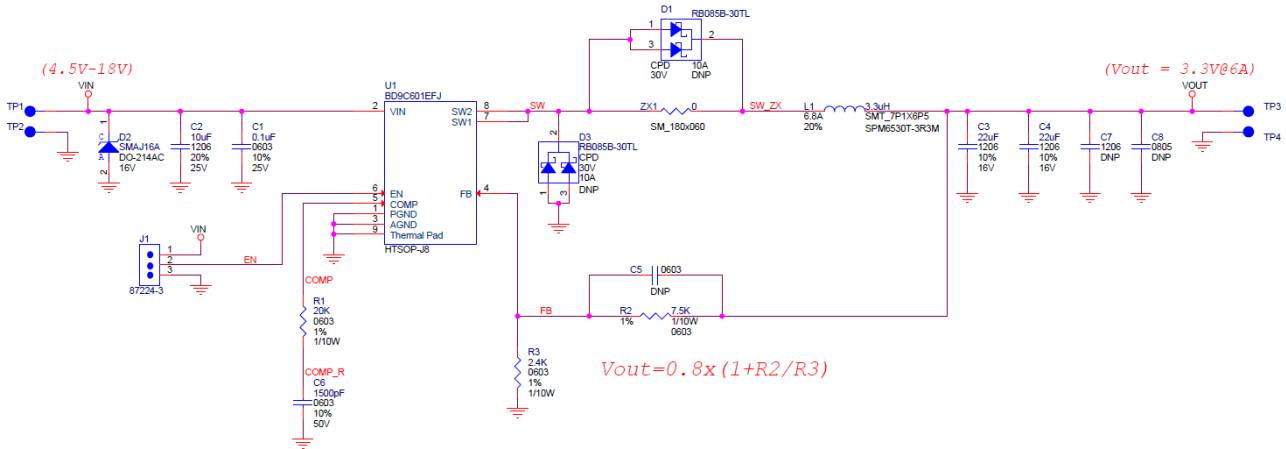 D1
RB085B-30TL
1
3
2
CPD
30V
10A
DNP
(4.5V-18V)
VIN
(Vout = 3.3V@6A)
VOUT
TP1
TP2
U1
BD9C601EFJ
2
VIN
SW2
SW1
8
7
SW
ZX1
0
SM_180x060
SW_ZX
L1
6.8A
20%
3.3uH
SMT_7P1X6P5
SPM6530T-3R3M
TP3
TP4
1
C
A
2
D2
SMAJ16A
DO-214AC
16V
C2
10uF
1206
20%
25V
C1
0.1uF
0603
10%
25V
2
D3
RB085B-30TL
CPD
30V
10A
DNP
1
3
C3
22uF
1206
10%
16V
C4
22uF
1206
10%
16V
C7
1206
DNP
C8
0805
DNP
6
5
1
3
9
EN
COMP
PGND
AGND
Thermal Pad
FB
4
HTSOP-J8
J1
1
2
3
87224-3
VIN
EN
COMP
R1
20K
0603
1%
1/10W
COMP_R
C6
1500pF
0603
10%
50V
C5
0603
DNP
FB
R2
1%
7.5K
1/10W
0603
R3
2.4K
0603
1%
1/10W
Vout=0.8x(1+R2/R3)